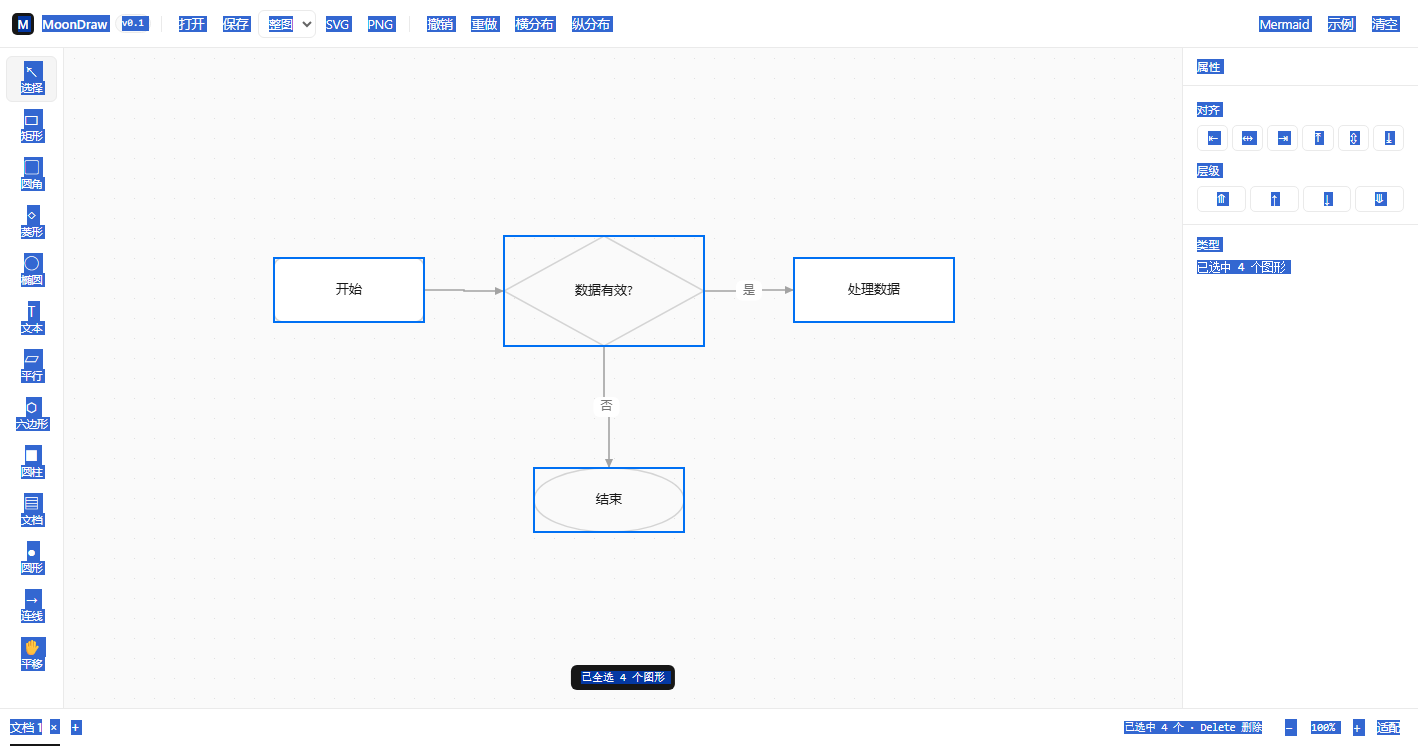 M MoonDraw v0.1 打开 保存 整图 SVG PNG 撤销 重做 横分布 纵分布 Mermaid 示例 清空
选择
矩形
圆角
菱形
椭圆
T
文本
平行
六边形
圆柱
文档
圆形
连线
平移
开始
数据有效?
是
处理数据
否
结束
已全选 4 个图形
属性
对齐
层级
类型
已选中 4 个图形
文档 1 × + 已选中 4 个 · Delete 删除 − 100% + 适配